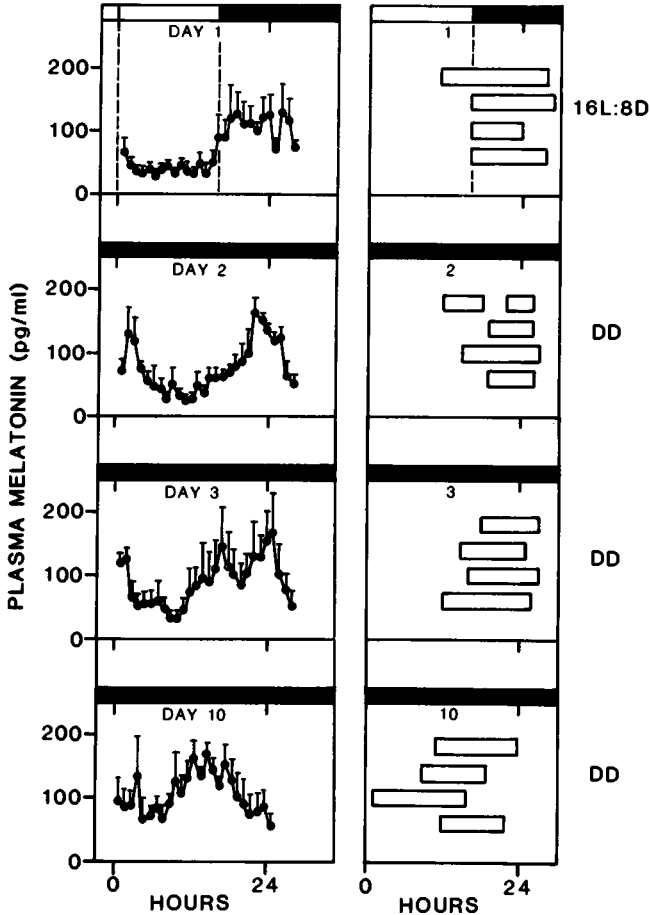 DAY 1
1
200
100
0
16L:8D
DAY 2
2
200
100
0
DD
DAY 3
3
200
100
0
DD
DAY 10
10
200
100
0
DD
PLASMA MELATONIN (pg/ml)
0
24
0
24
HOURS
HOURS